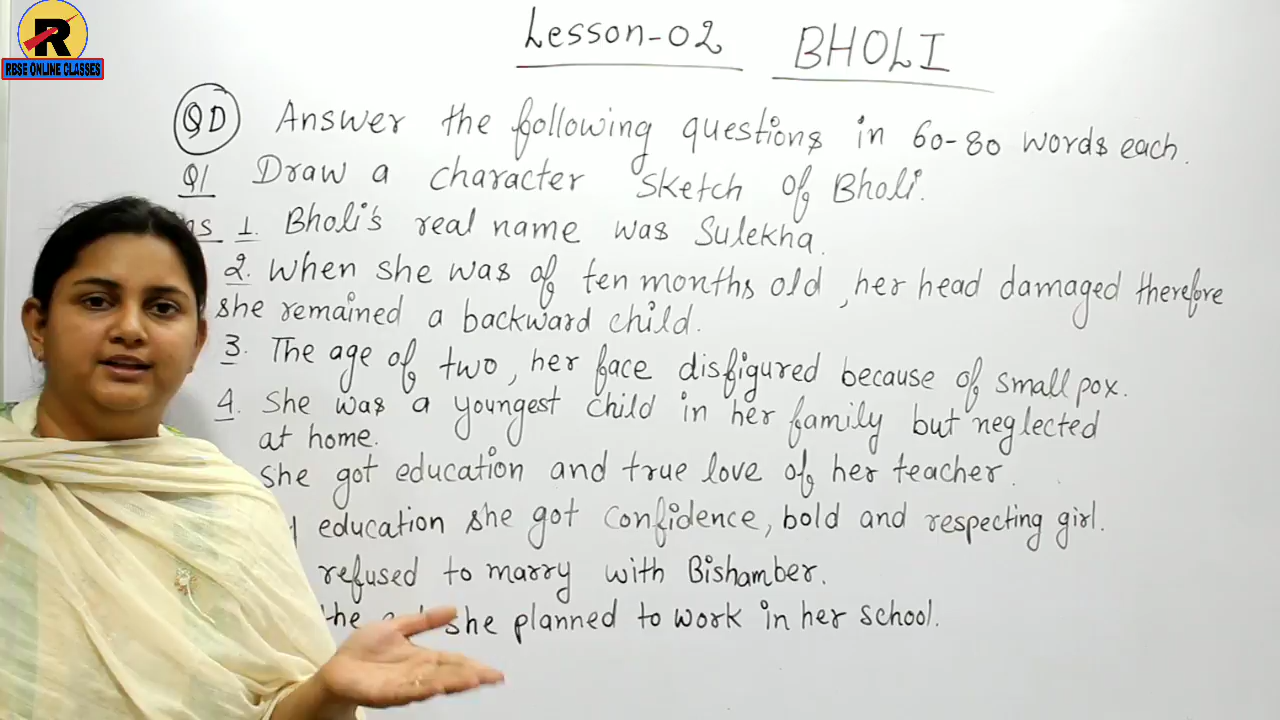 R
RBSE ONLINE CLASSES
Lesson-02 BHOLI
QD Answer the following questions in 60-80 words each.
Q1 Draw a character sketch of Bholi.
1. Bholi's real name was Sulekha.
2. When she was of ten months old, her head damaged therefore
she remained a backward child.
3. The age of two, her face disfigured because of small pox.
4. She was a youngest child in her family but neglected
at home.
She got education and true love of her teacher.
education she got confidence, bold and respecting girl.
refused to marry with Bishamber.
the she planned to work in her school.